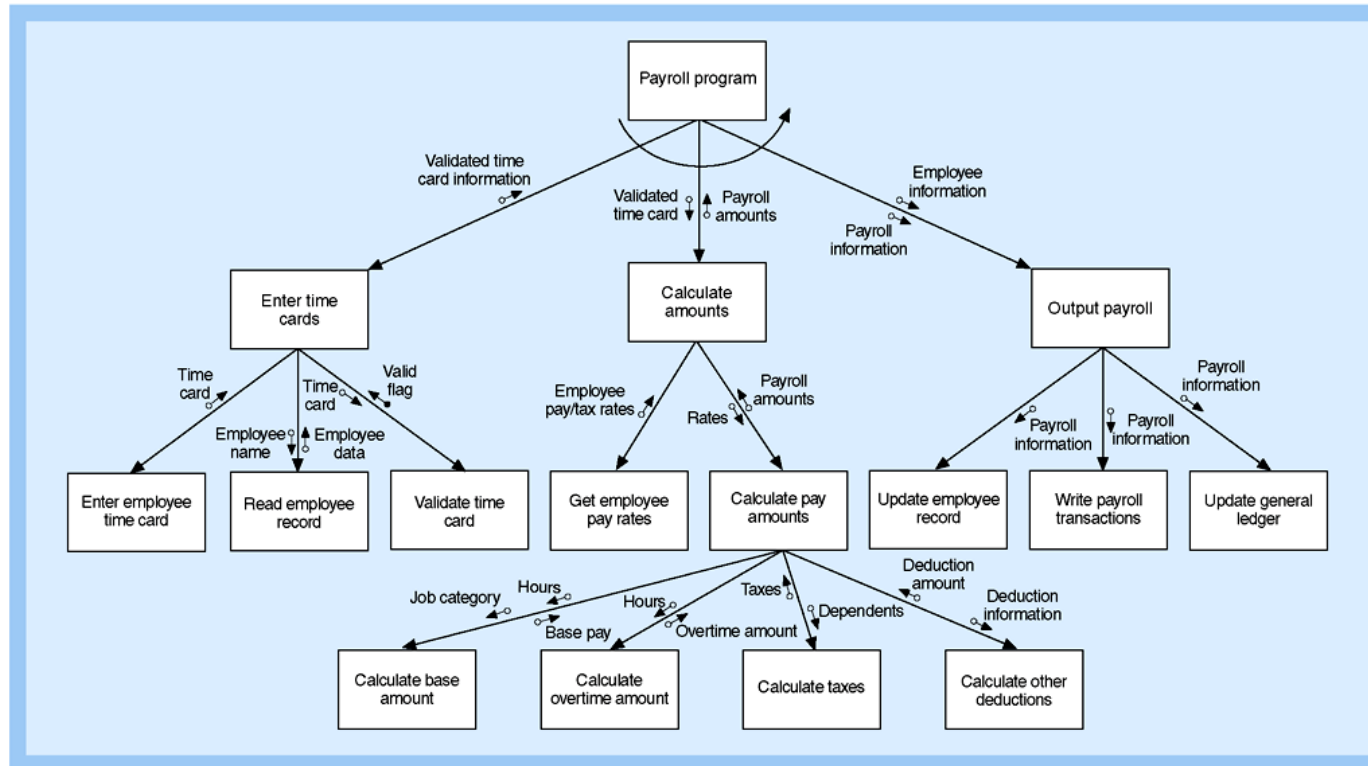 Payroll program
Validated time
card information
Validated
time card
Payroll
amounts
Employee
information
Payroll
information
Enter time
cards
Calculate
amounts
Output payroll
Time
card
Employee
name
Employee
data
Time
card
Valid
flag
Employee
pay/tax rates
Rates
Payroll
amounts
Payroll
information
Payroll
information
Payroll
information
Enter employee
time card
Read employee
record
Validate time
card
Get employee
pay rates
Calculate pay
amounts
Update employee
record
Write payroll
transactions
Update general
ledger
Job category
Hours
Base pay
Hours
Overtime amount
Taxes
Dependents
Deduction
amount
Deduction
information
Calculate base
amount
Calculate
overtime amount
Calculate taxes
Calculate other
deductions